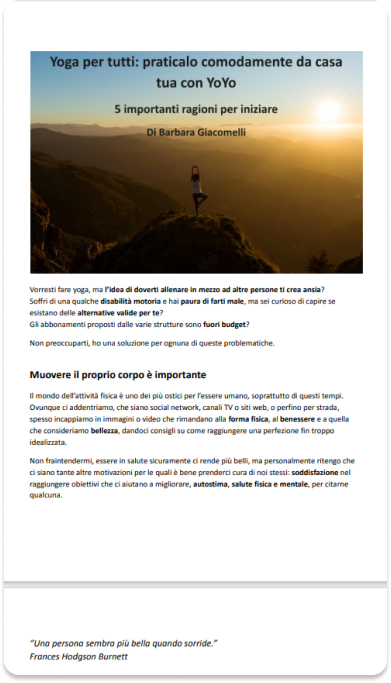 Yoga per tutti: praticalo comodamente da casa
tua con YoYo
5 importanti ragioni per iniziare
Di Barbara Giacomelli
Vorresti fare yoga, ma l'idea di doverti allenare in mezzo ad altre persone ti crea ansia?
Soffri di una qualche disabilità motoria e hai paura di farti male, ma sei curioso di capire se
esistano delle alternative valide per te?
Gli abbonamenti proposti dalle varie strutture sono fuori budget?
Non preoccuparti, ho una soluzione per ognuna di queste problematiche.
Muovere il proprio corpo è importante
Il mondo dell'attività fisica è uno dei più ostici per l'essere umano, soprattutto di questi tempi.
Ovunque ci addentriamo, che siano social network, canali TV o siti web, o perfino per strada,
spesso incappiamo in immagini o video che rimandano alla forma fisica, al benessere e a quella
che consideriamo bellezza, dandoci consigli su come raggiungere una perfezione fin troppo
idealizzata.
Non fraintendermi, essere in salute sicuramente ci rende più belli, ma personalmente ritengo che
ci siano tante altre motivazioni per le quali è bene prenderci cura di noi stessi: soddisfazione nel
raggiungere obiettivi che ci aiutano a migliorare, autostima, salute fisica e mentale, per citarne
qualcuna.
"Una persona sembra più bella quando sorride."
Frances Hodgson Burnett